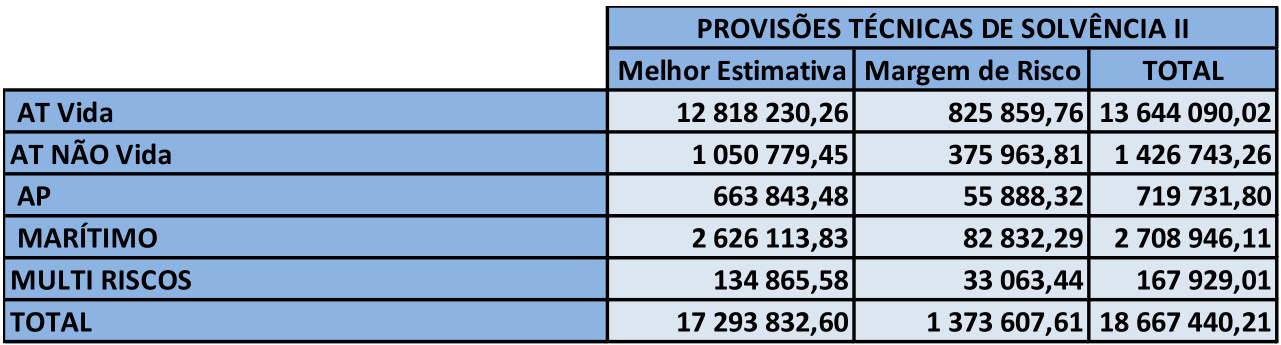 PROVISÕES TÉCNICAS DE SOLVÊNCIA II
Melhor Estimativa Margem de Risco TOTAL
AT Vida 12 818 230,26 825 859,76 13 644 090,02
AT NÃO Vida 1 050 779,45 375 963,81 1 426 743,26
AP 663 843,48 55 888,32 719 731,80
MARÍTIMO 2 626 113,83 82 832,29 2 708 946,11
MULTI RISCOS 134 865,58 33 063,44 167 929,01
TOTAL 17 293 832,60 1 373 607,61 18 667 440,21